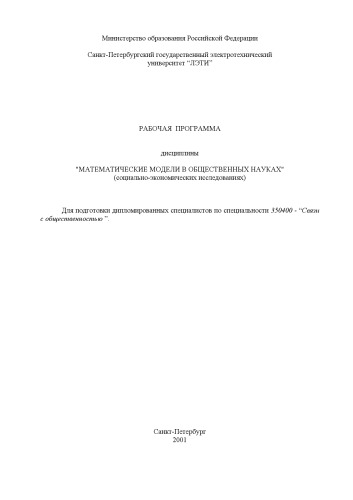 Министерство образования Российской Федерации
Санкт-Петербургский государственный электротехнический
университет “ЛЭТИ”
РАБОЧАЯ ПРОГРАММА
дисциплины
"МАТЕМАТИЧЕСКИЕ МОДЕЛИ В ОБЩЕСТВЕННЫХ НАУКАХ"
(социально-экономических исследованиях)
Для подготовки дипломированных специалистов по специальности 350400 - “Связи
с общественностью”.
Санкт-Петербург
2001